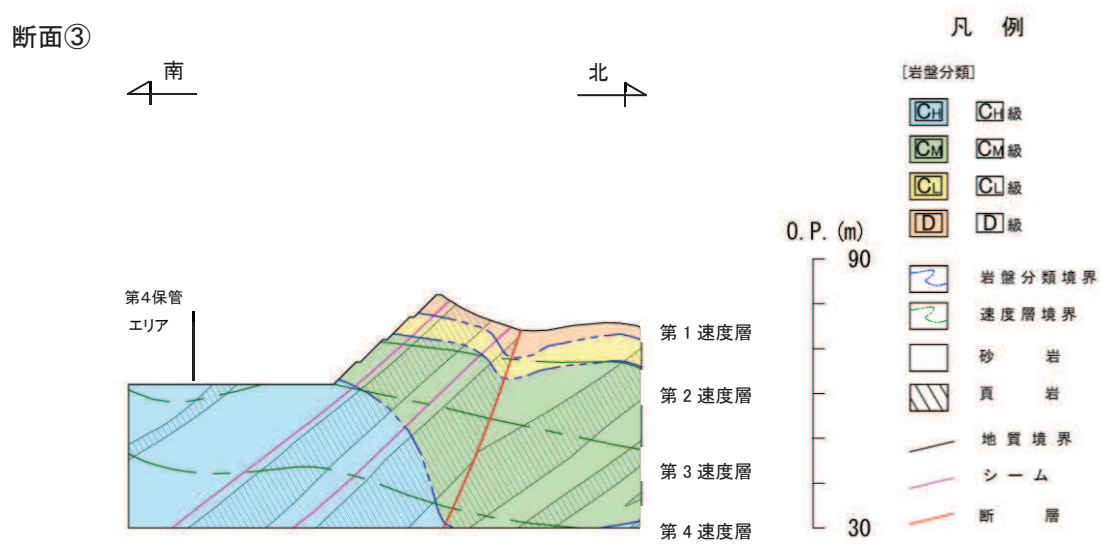 断面③
南
北
第4保管
エリア
第1速度層
第2速度層
第3速度層
第4速度層
O.P.(m)
90
30
凡 例
[岩盤分類]
CH CH級
CM CM級
CL CL級
D D級
岩盤分類境界
速度層境界
砂 岩
頁 岩
地質境界
シーム
断 層